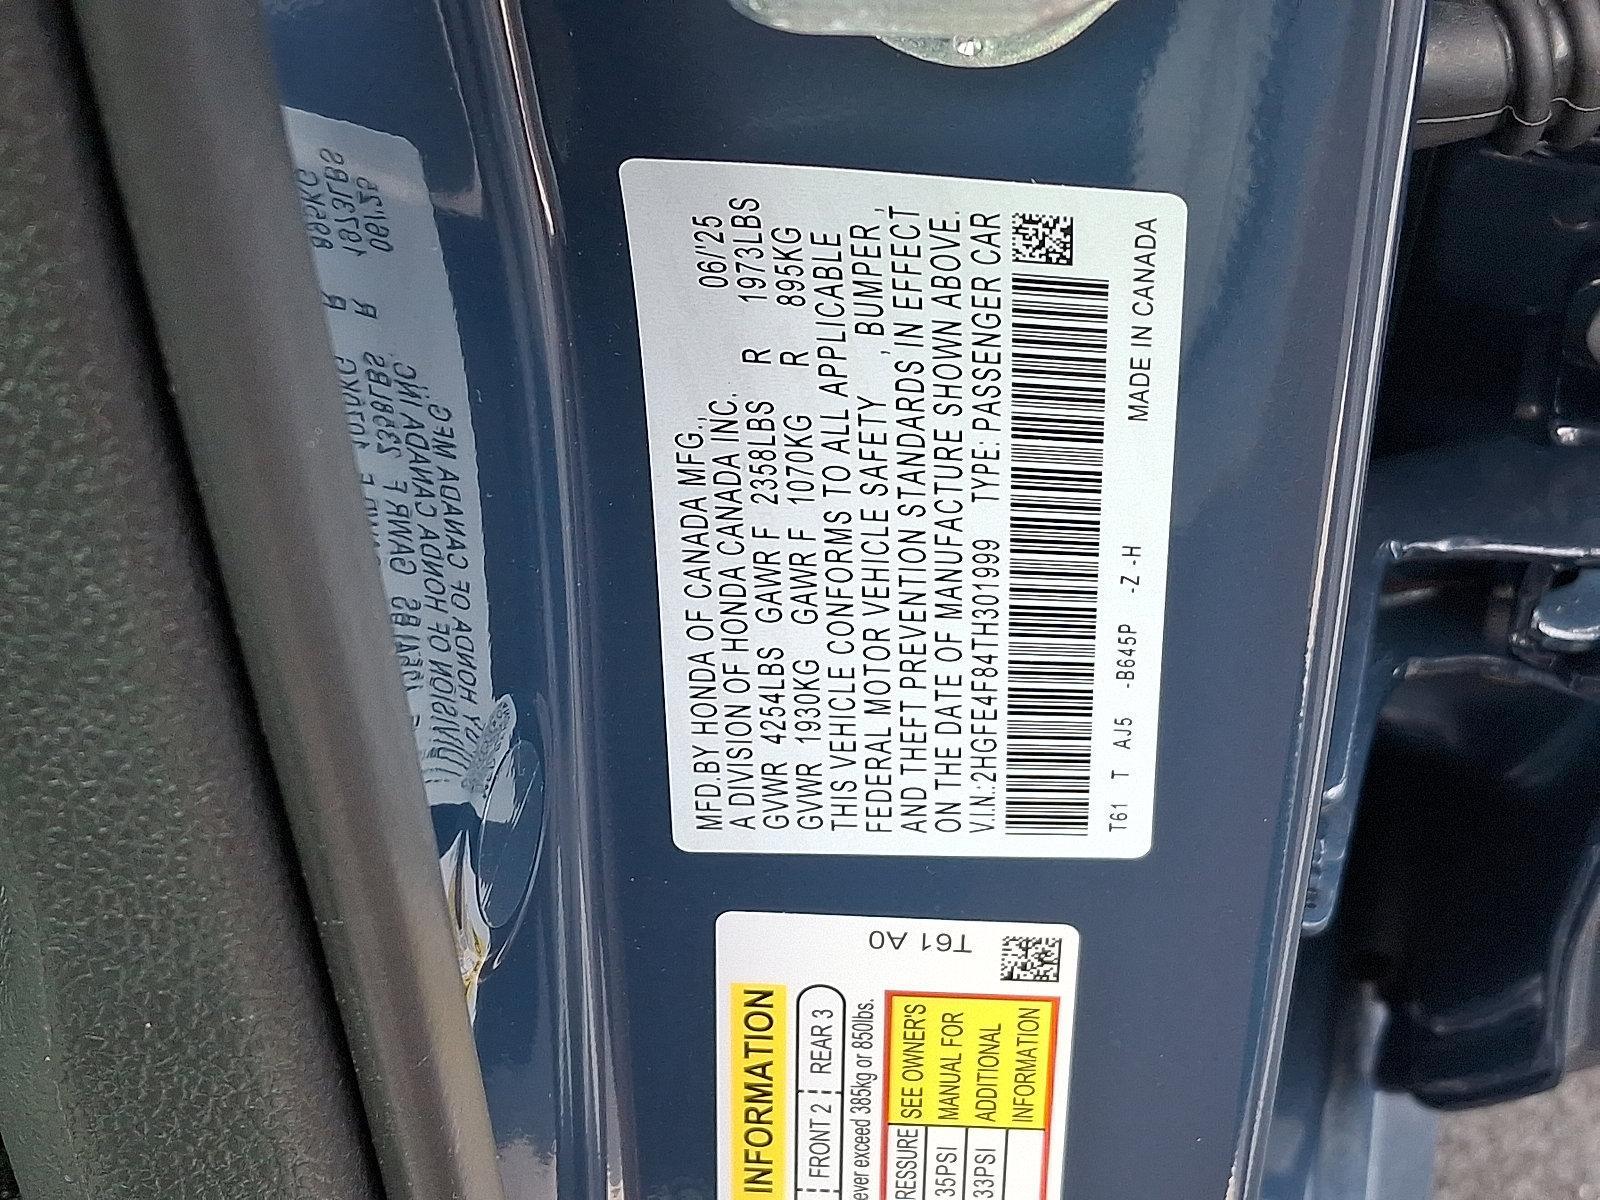 MFD.BY HONDA OF CANADA MFG.,
A DIVISION OF HONDA CANADA INC. 06/25
GVWR 4254LBS GAWR F 2358LBS R 1973LBS
GVWR 1930KG GAWR F 1070KG R 895KG
THIS VEHICLE CONFORMS TO ALL APPLICABLE
FEDERAL MOTOR VEHICLE SAFETY , BUMPER ,
AND THEFT PREVENTION STANDARDS IN EFFECT
ON THE DATE OF MANUFACTURE SHOWN ABOVE.
V.I.N.:2HGFE4F84TH301999 TYPE: PASSENGER CAR
T61 T AJ5 -B645P -Z -H MADE IN CANADA
T61 A0
INFORMATION
FRONT 2 REAR 3
exceed 385kg or 850lbs.
SEE OWNER'S
35PSI MANUAL FOR
33PSI ADDITIONAL
INFORMATION